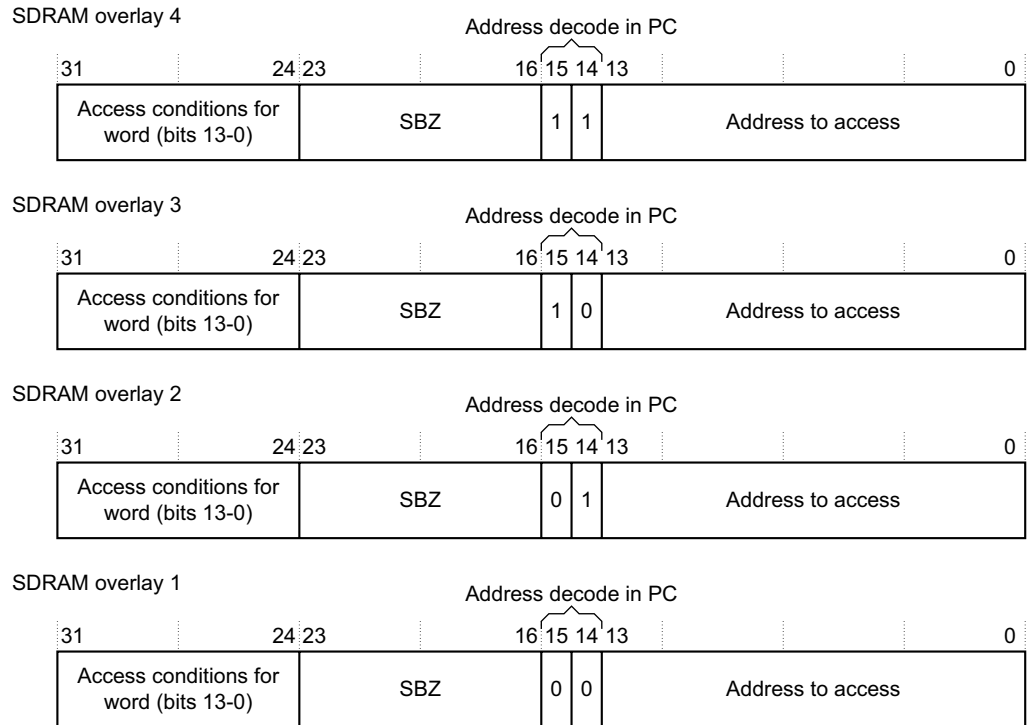 SDRAM overlay 4
Address decode in PC
31 24 23 16 15 14 13 0
Access conditions for
word (bits 13-0)
SBZ
1 1
Address to access
SDRAM overlay 3
Address decode in PC
31 24 23 16 15 14 13 0
Access conditions for
word (bits 13-0)
SBZ
1 0
Address to access
SDRAM overlay 2
Address decode in PC
31 24 23 16 15 14 13 0
Access conditions for
word (bits 13-0)
SBZ
0 1
Address to access
SDRAM overlay 1
Address decode in PC
31 24 23 16 15 14 13 0
Access conditions for
word (bits 13-0)
SBZ
0 0
Address to access